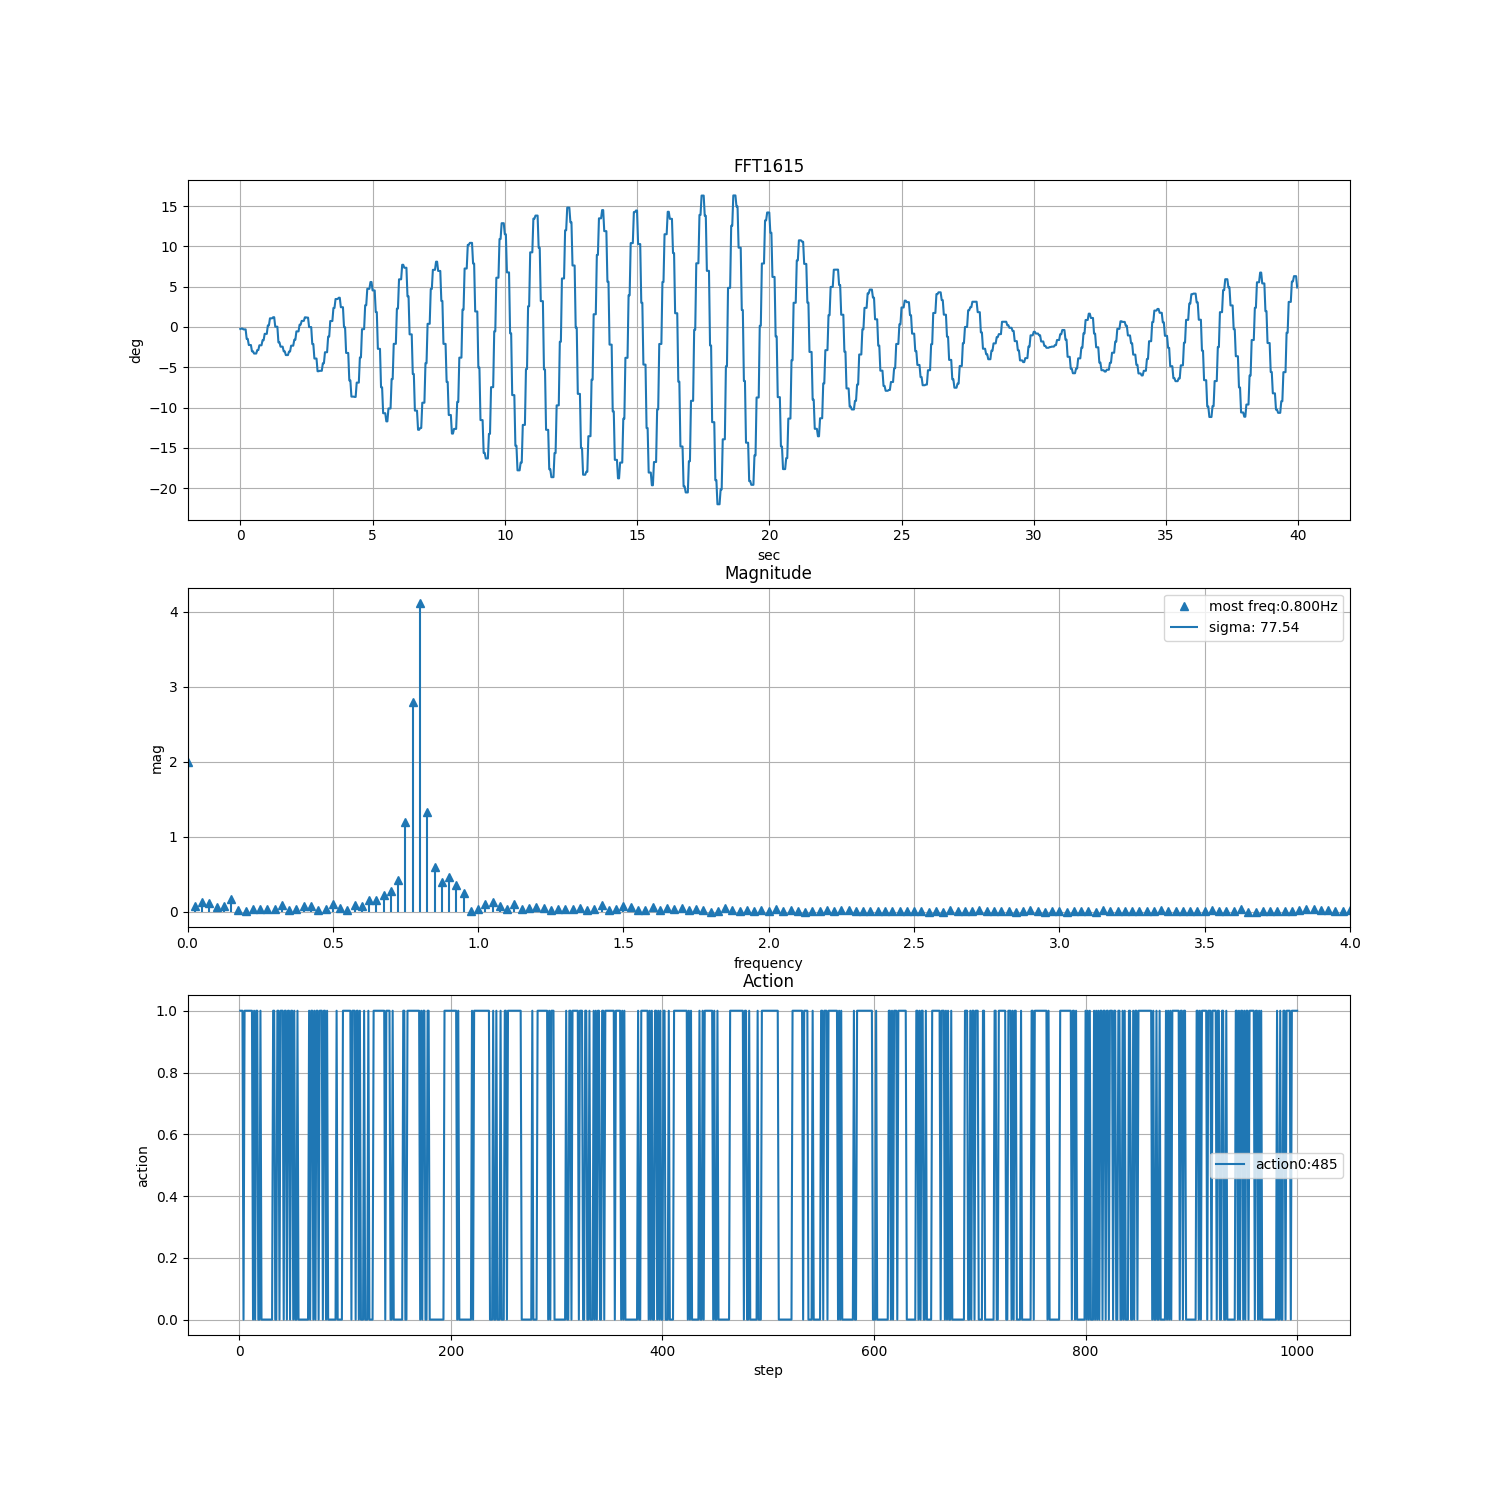 FFT1615
15
10
5
0
−5
−10
−15
−20
deg
0 5 10 15 20 25 30 35 40
sec
Magnitude
most freq:0.800Hz
sigma: 77.54
4
3
2
1
0
mag
0.0 0.5 1.0 1.5 2.0 2.5 3.0 3.5 4.0
frequency
Action
1.0
0.8
0.6
0.4
0.2
0.0
action
action0:485
0 200 400 600 800 1000
step